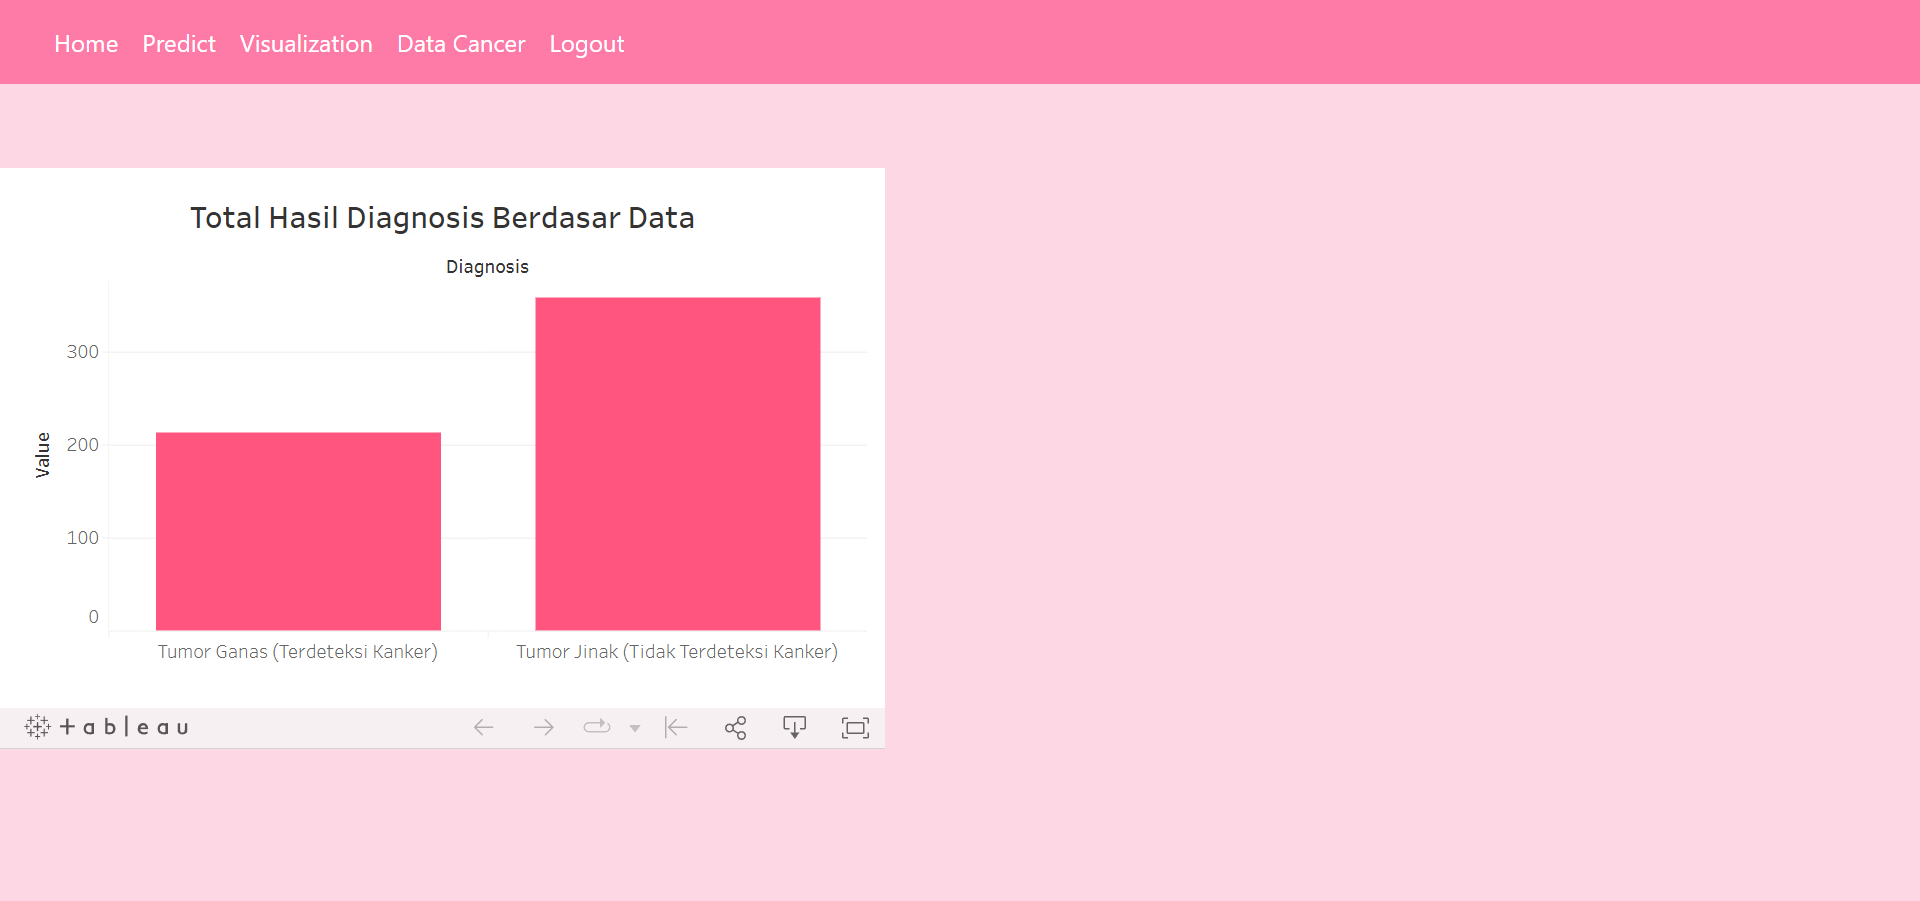 Home Predict Visualization Data Cancer Logout
Total Hasil Diagnosis Berdasar Data
Diagnosis
300
200
100
0
Value
Tumor Ganas (Terdeteksi Kanker) Tumor Jinak (Tidak Terdeteksi Kanker)
+ableau